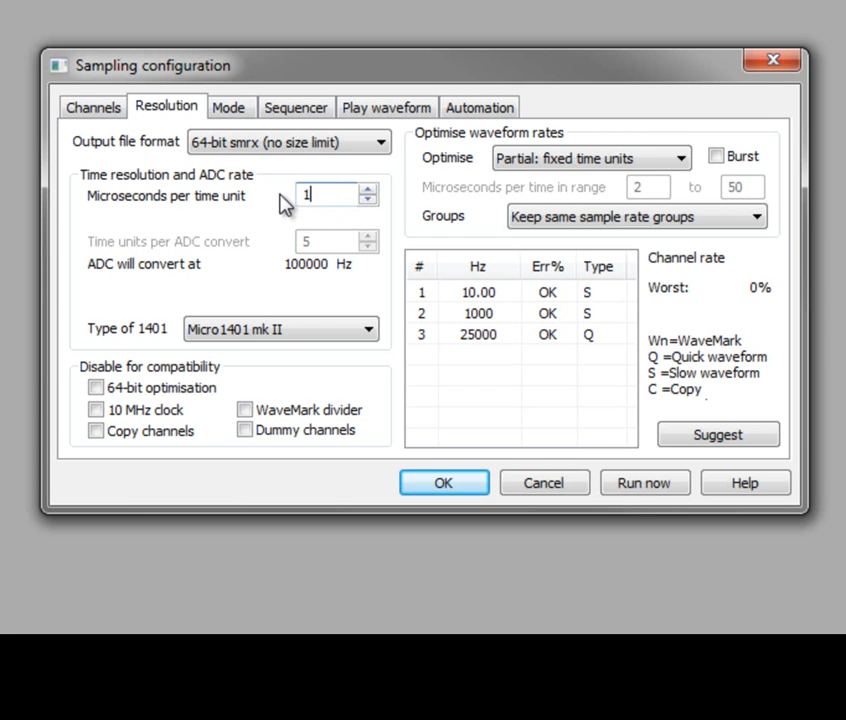 Sampling configuration
Channels Resolution Mode Sequencer Play waveform Automation
Output file format 64-bit smrx (no size limit)
Time resolution and ADC rate
Microseconds per time unit 1
Time units per ADC convert 5
ADC will convert at 100000 Hz
Type of 1401 Micro1401 mk II
Disable for compatibility
64-bit optimisation
10 MHz clock WaveMark divider
Copy channels Dummy channels
Optimise waveform rates
Optimise Partial: fixed time units Burst
Microseconds per time in range 2 to 50
Groups Keep same sample rate groups
# Hz Err% Type
1 10.00 OK S
2 1000 OK S
3 25000 OK Q
Channel rate
Worst: 0%
Wn=WaveMark
Q =Quick waveform
S =Slow waveform
C =Copy
Suggest
OK Cancel Run now Help